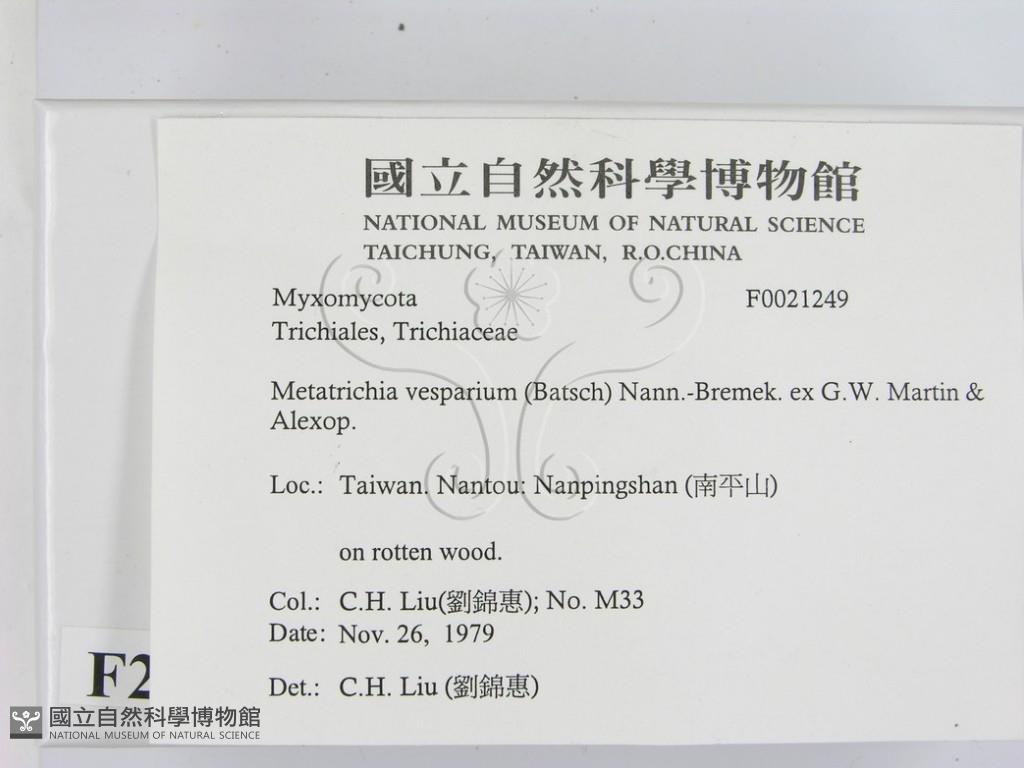 國立自然科學博物館
NATIONAL MUSEUM OF NATURAL SCIENCE
TAICHUNG, TAIWAN, R.O.CHINA
Myxomycota F0021249
Trichiales, Trichiaceae
Metatrichia vesparium (Batsch) Nann.-Bremek. ex G.W. Martin &
Alexop.
Loc.: Taiwan. Nantou: Nanpingshan (南平山)
on rotten wood.
Col.: C.H. Liu(劉錦惠); No. M33
Date: Nov. 26, 1979
Det.: C.H. Liu (劉錦惠)
F2
國立自然科學博物館
NATIONAL MUSEUM OF NATURAL SCIENCE